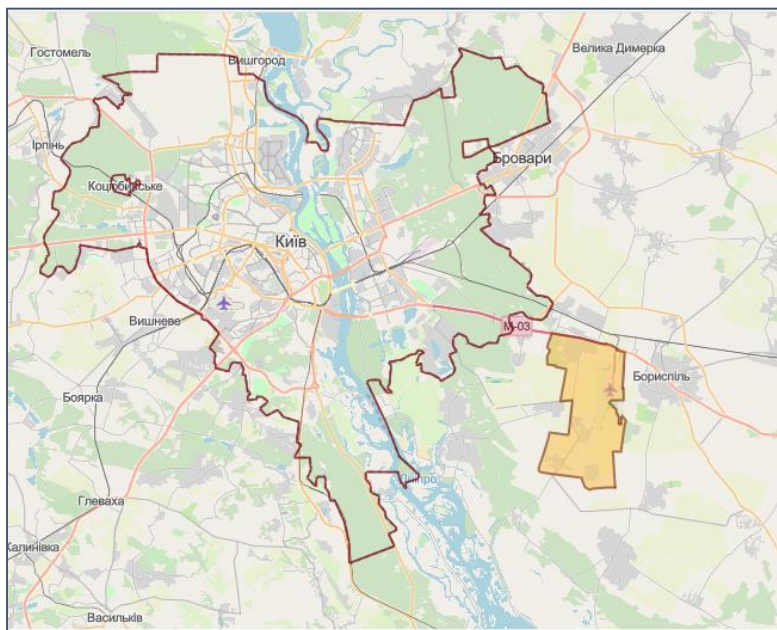 Гостомель
Вишгород
Велика Димерка
Ірпінь
Бровари
Коцюбинське
Київ
М-03
Вишневе
Бориспіль
Боярка
Дніпро
Глеваха
Калинівка
Васильків